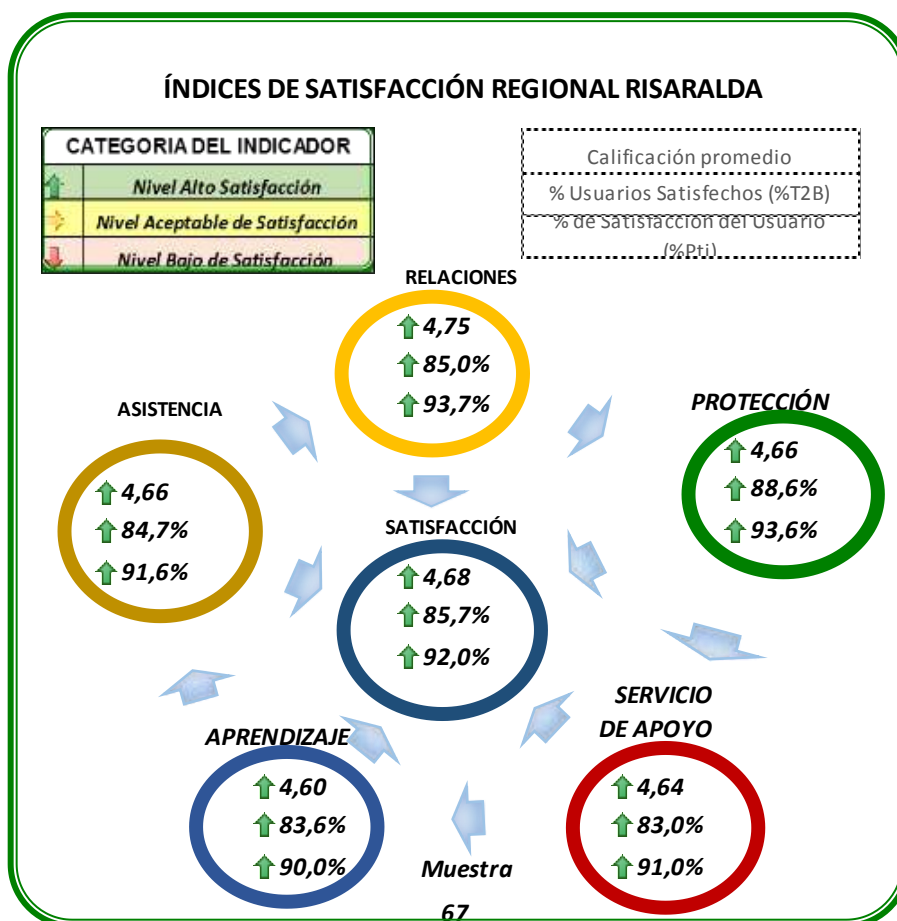 ÍNDICES DE SATISFACCIÓN REGIONAL RISARALDA
CATEGORIA DEL INDICADOR
Nivel Alto Satisfacción
Nivel Aceptable de Satisfacción
Nivel Bajo de Satisfacción
Calificación promedio
% Usuarios Satisfechos (%T2B)
% de Satisfacción del Usuario
(%Pti)
RELACIONES
4,75
85,0%
93,7%
ASISTENCIA
4,66
84,7%
91,6%
PROTECCIÓN
4,66
88,6%
93,6%
SATISFACCIÓN
4,68
85,7%
92,0%
APRENDIZAJE
4,60
83,6%
90,0%
SERVICIO
DE APOYO
4,64
83,0%
91,0%
Muestra
67